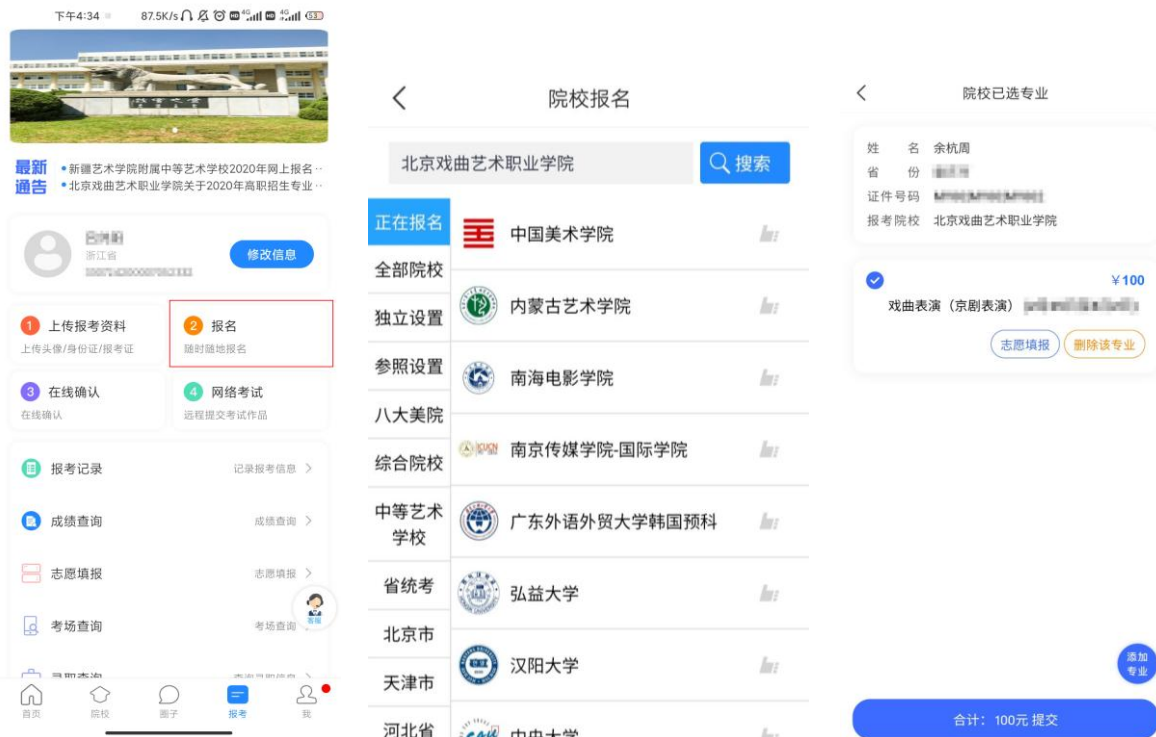 下午4:34
87.5K/s
HD 4G HD 4G 53
最新
通告
•新疆艺术学院附属中等艺术学校2020年网上报名··
•北京戏曲艺术职业学院关于2020年高职招生专业··
浙江省
修改信息
1 上传报考资料
上传头像/身份证/报考证
2 报名
随时随地报名
3 在线确认
在线确认
4 网络考试
远程提交考试作品
报考记录
记录报考信息 >
成绩查询
成绩查询 >
志愿填报
志愿填报 >
考场查询
考场查询
客服
首页
院校
圈子
报考
我
院校报名
北京戏曲艺术职业学院
搜索
正在报名
全部院校
独立设置
参照设置
八大美院
综合院校
中等艺术
学校
省统考
北京市
天津市
河北省
中国美术学院
内蒙古艺术学院
南海电影学院
南京传媒学院-国际学院
广东外语外贸大学韩国预科
弘益大学
汉阳大学
中央大学
院校已选专业
姓 名 余杭周
省 份
证件号码
报考院校 北京戏曲艺术职业学院
¥100
戏曲表演（京剧表演）
志愿填报
删除该专业
添加
专业
合计：100元 提交